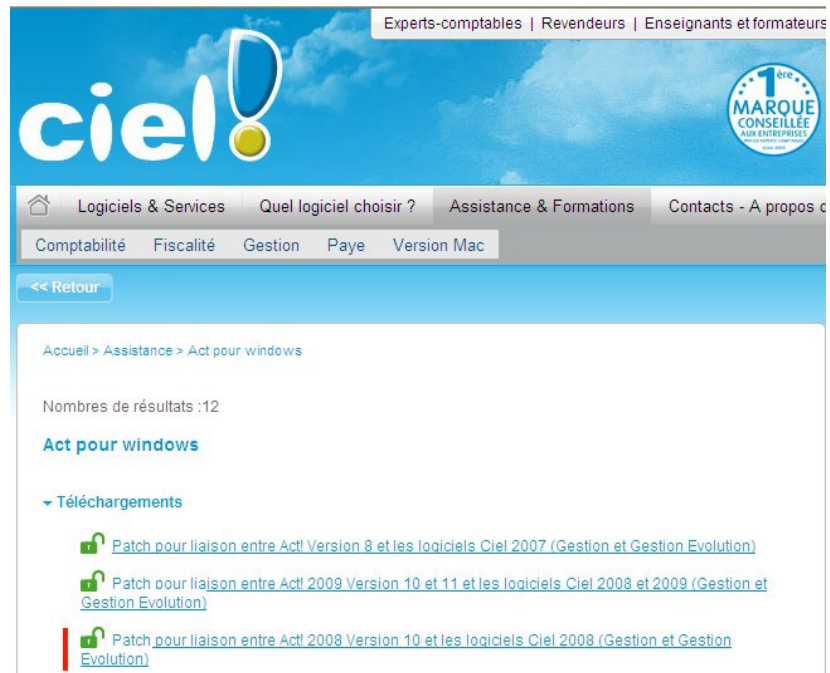 Experts-comptables | Revendeurs | Enseignants et formateurs
ciel!
1ère
MARQUE
CONSEILLÉE
AUX ENTREPRISES
Logiciels & Services Quel logiciel choisir ? Assistance & Formations Contacts - A propos d
Comptabilité Fiscalité Gestion Paye Version Mac
<< Retour
Accueil > Assistance > Act pour windows
Nombres de résultats :12
Act pour windows
Téléchargements
Patch pour liaison entre Act! Version 8 et les logiciels Ciel 2007 (Gestion et Gestion Evolution)
Patch pour liaison entre Act! 2009 Version 10 et 11 et les logiciels Ciel 2008 et 2009 (Gestion et
Gestion Evolution)
Patch pour liaison entre Act! 2008 Version 10 et les logiciels Ciel 2008 (Gestion et Gestion
Evolution)